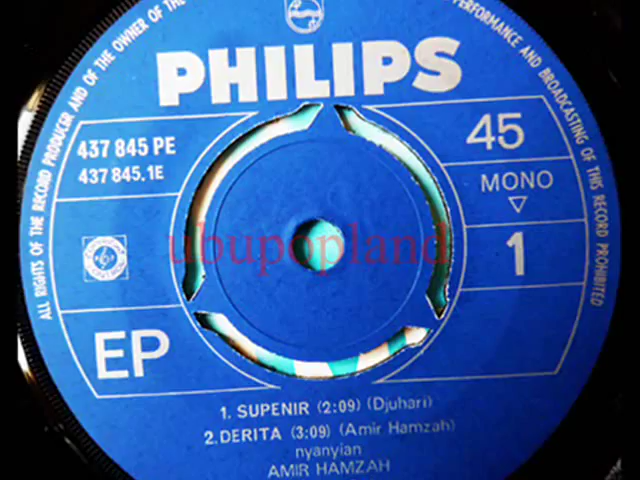 ALL RIGHTS OF THE RECORD PRODUCER AND OF THE OWNER OF THE
PERFORMANCE AND BROADCASTING OF THIS RECORD PROHIBITED
PHILIPS
437 845 PE
437 845.1E
45
MONO
1
ubupopland
EP
1. SUPENIR (2:09) (Djuhari)
2. DERITA (3:09) (Amir Hamzah)
nyanyian
AMIR HAMZAH